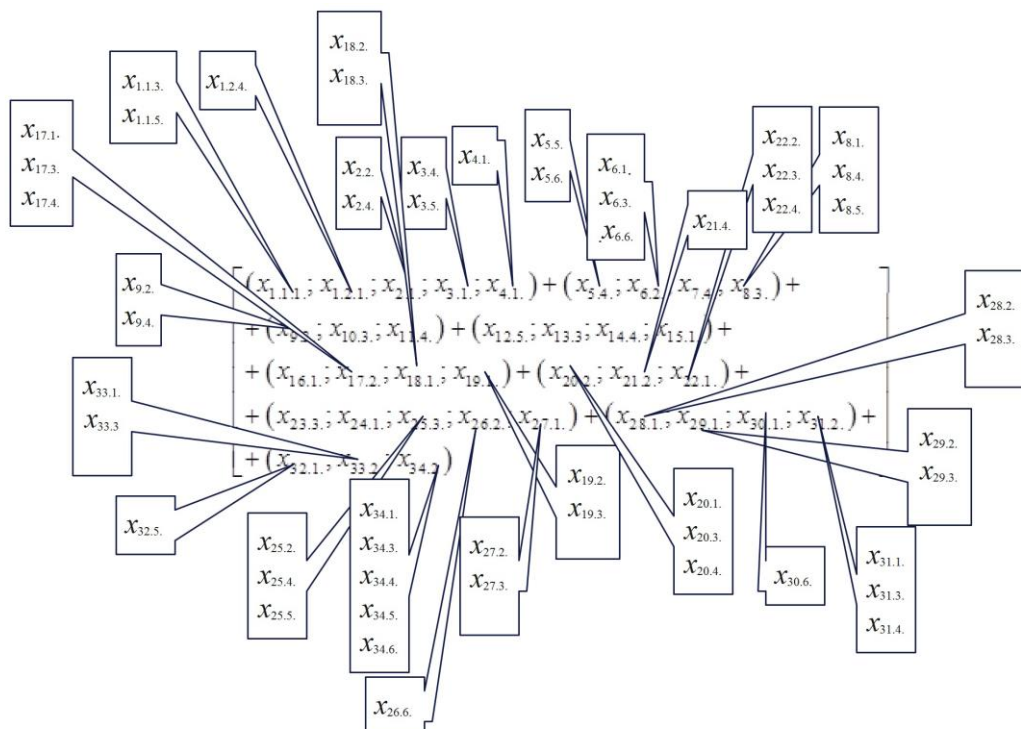 x18.2.
x18.3.
x1.1.3.
x1.1.5.
x1.2.4.
x17.1.
x17.3.
x17.4.
x2.2.
x2.4.
x3.4.
x3.5.
x4.1.
x5.5.
x5.6.
x6.1.
x6.3.
x6.6.
x21.4.
x22.2.
x22.3.
x22.4.
x8.1.
x8.4.
x8.5.
x9.2.
x9.4.
[(x1.1.1.; x1.2.1.; x2.1.; x3.1.; x4.1.) + (x5.4.; x6.2. x7.4.; x8.3.) +
+ (x9.3.; x10.3.; x11.4.) + (x12.5.; x13.3; x14.4.; x15.1.) +
+ (x16.1.; x17.2.; x18.1.; x19.1.) + (x20.2.; x21.2.; x22.1.) +
+ (x23.3.; x24.1.; x25.3.; x26.2.; x27.1.) + (x28.1.; x29.1.; x30.1.; x31.2.) +
+ (x32.1.; x33.2.; x34.2.)]
x28.2.
x28.3.
x33.1.
x33.3
x29.2.
x29.3.
x32.5.
x19.2.
x19.3.
x25.2.
x25.4.
x25.5.
x34.1.
x34.3.
x34.4.
x34.5.
x34.6.
x27.2.
x27.3.
x20.1.
x20.3.
x20.4.
x30.6.
x31.1.
x31.3.
x31.4.
x26.6.